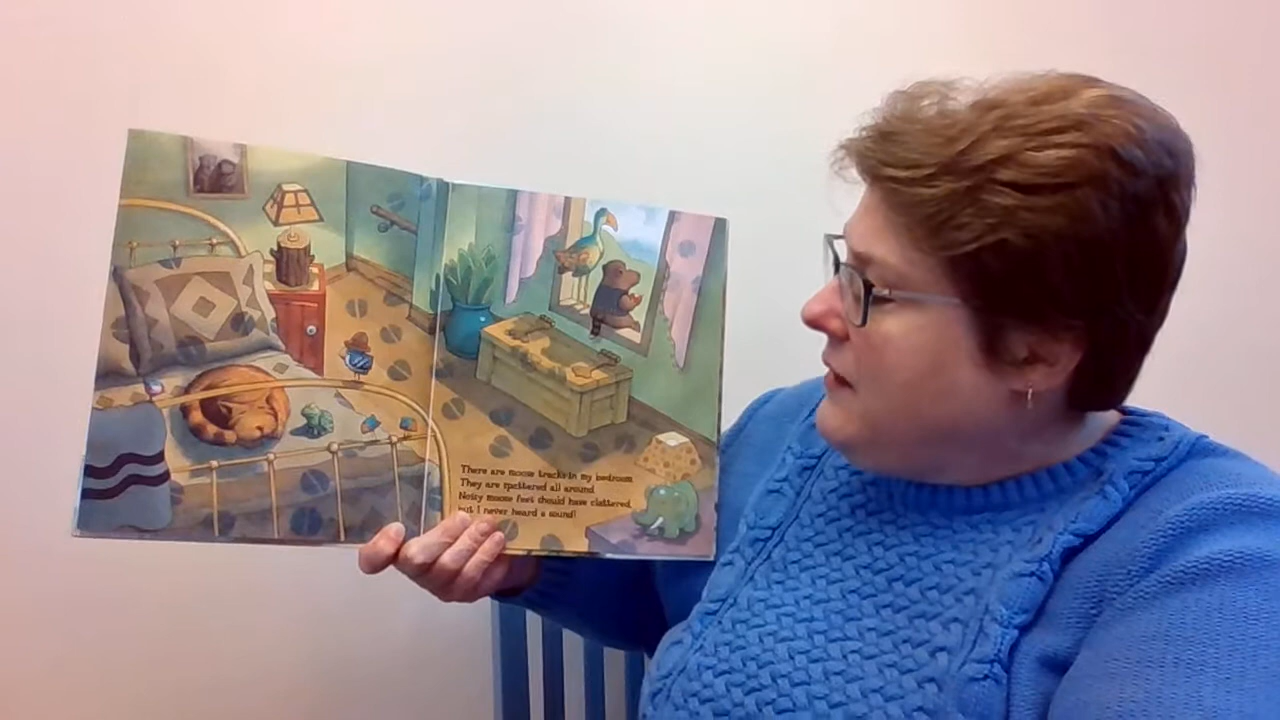 There are moose tracks in my bedroom.
They are spattered all around.
Noisy moose feet should have clattered,
but I never heard a sound!